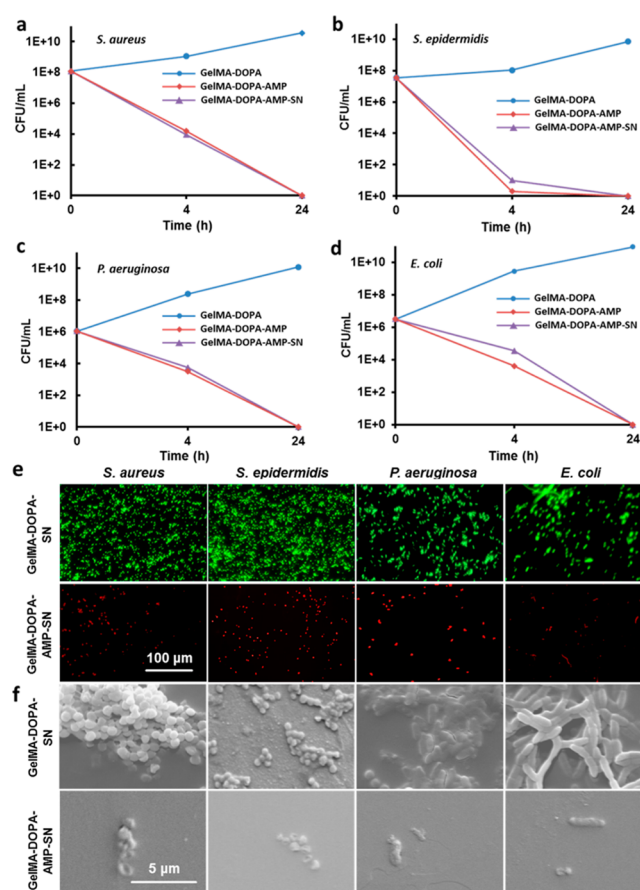 a
S. aureus
1E+10
1E+8
1E+6
1E+4
1E+2
1E+0
CFU/mL
GelMA-DOPA
GelMA-DOPA-AMP
GelMA-DOPA-AMP-SN
0
4
24
Time (h)
b
S. epidermidis
1E+10
1E+8
1E+6
1E+4
1E+2
1E+0
CFU/mL
GelMA-DOPA
GelMA-DOPA-AMP
GelMA-DOPA-AMP-SN
0
4
24
Time (h)
c
P. aeruginosa
1E+10
1E+8
1E+6
1E+4
1E+2
1E+0
CFU/mL
GelMA-DOPA
GelMA-DOPA-AMP
GelMA-DOPA-AMP-SN
0
4
24
Time (h)
d
E. coli
1E+10
1E+8
1E+6
1E+4
1E+2
1E+0
CFU/mL
GelMA-DOPA
GelMA-DOPA-AMP
GelMA-DOPA-AMP-SN
0
4
24
Time (h)
e
S. aureus
S. epidermidis
P. aeruginosa
E. coli
GelMA-DOPA-
SN
GelMA-DOPA-
AMP-SN
100 µm
f
GelMA-DOPA-
SN
GelMA-DOPA-
AMP-SN
5 µm